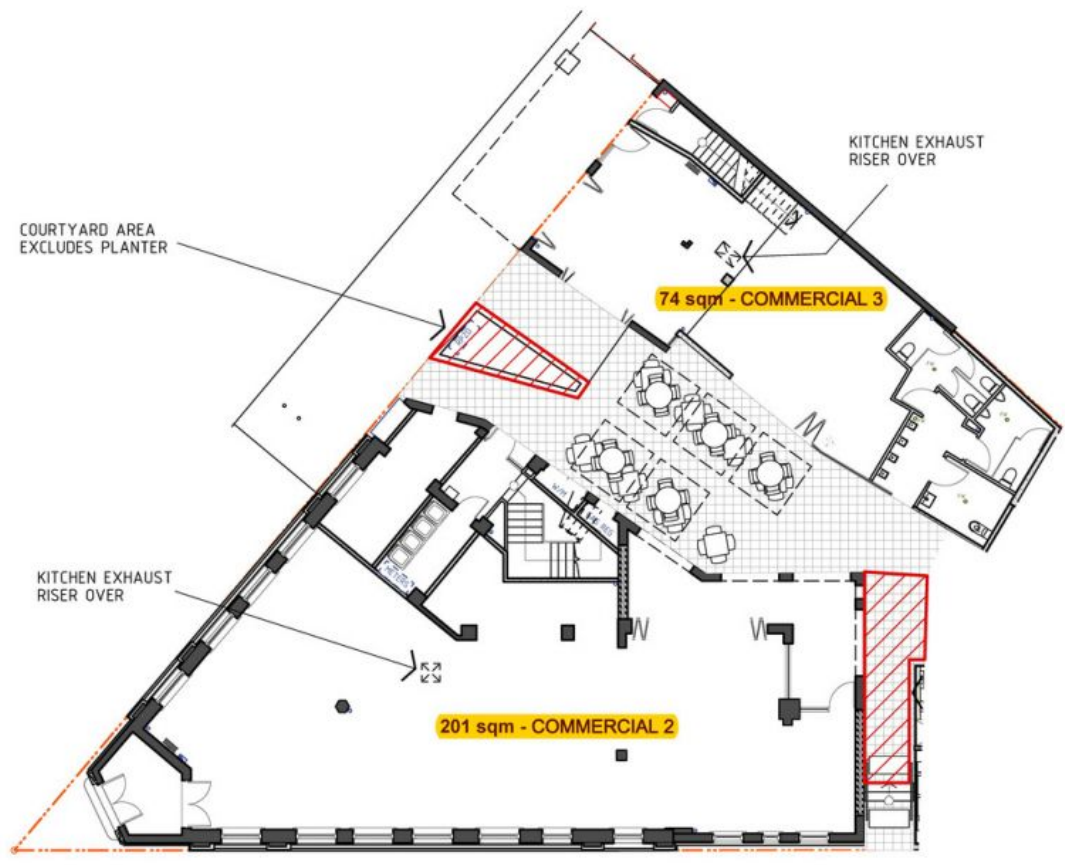 KITCHEN EXHAUST
RISER OVER
COURTYARD AREA
EXCLUDES PLANTER
74 sqm - COMMERCIAL 3
W/M
METERS
KITCHEN EXHAUST
RISER OVER
201 sqm - COMMERCIAL 2